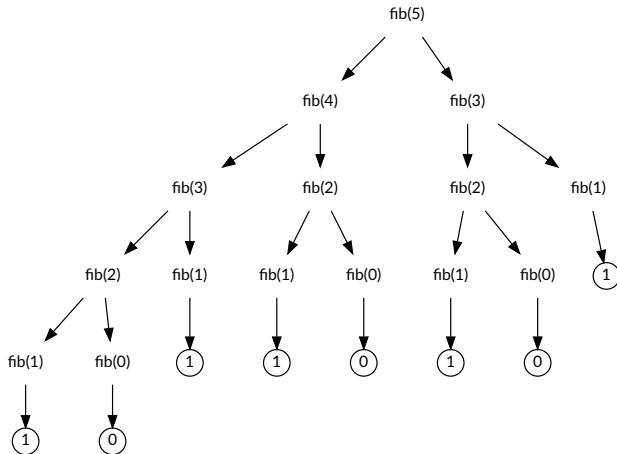 fib(5)
fib(4) fib(3)
fib(3) fib(2) fib(2) fib(1)
fib(2) fib(1) fib(1) fib(0) fib(1) fib(0) 1
fib(1) fib(0) 1 1 0 1 0
1 0